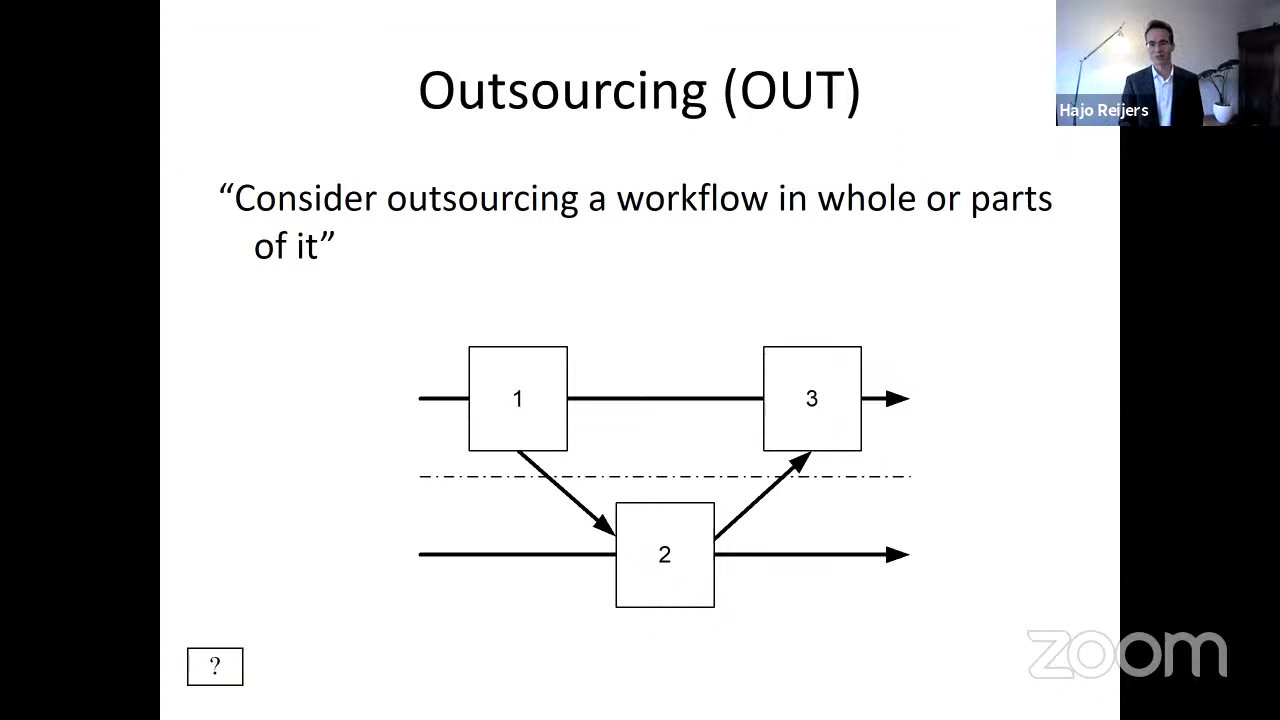 Outsourcing (OUT)
Hajo Reijers
“Consider outsourcing a workflow in whole or parts
of it”
1
3
2
?
zoom